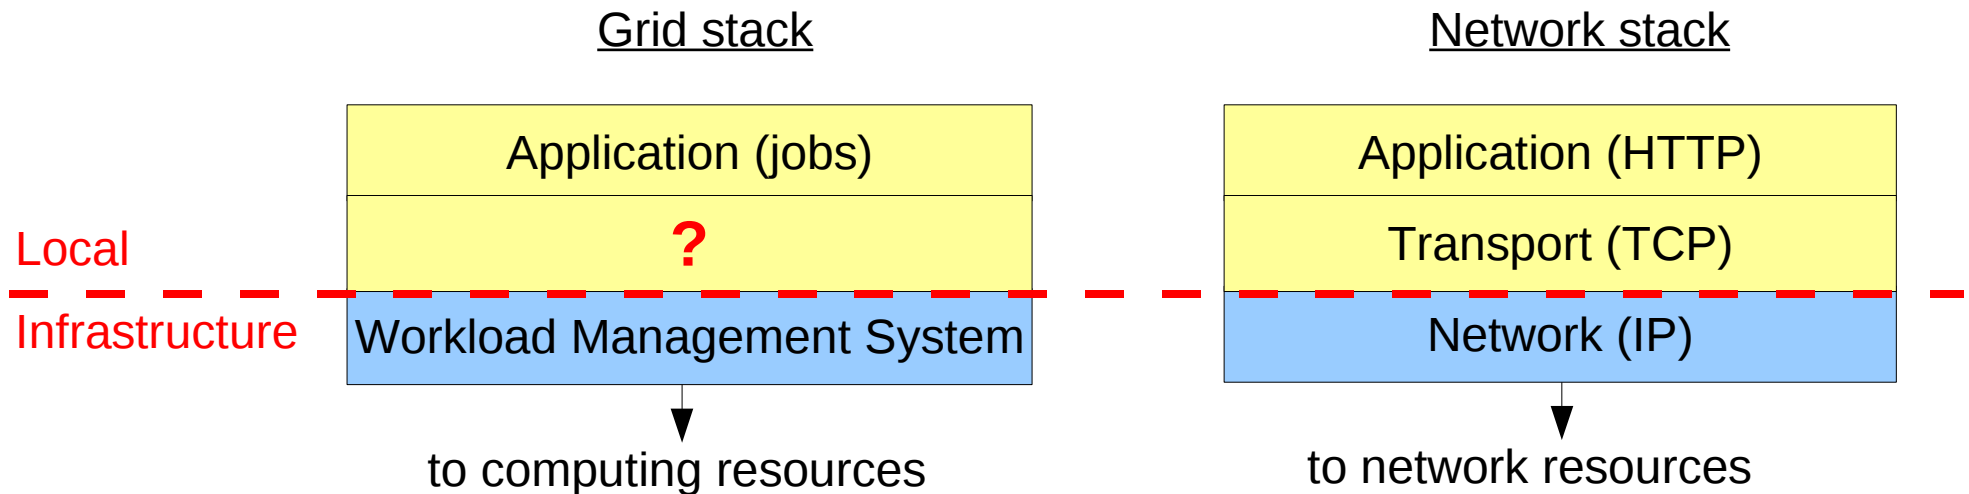 Grid stack
Network stack
Application (jobs)
Application (HTTP)
?
Transport (TCP)
Local
Infrastructure
Workload Management System
Network (IP)
to computing resources
to network resources